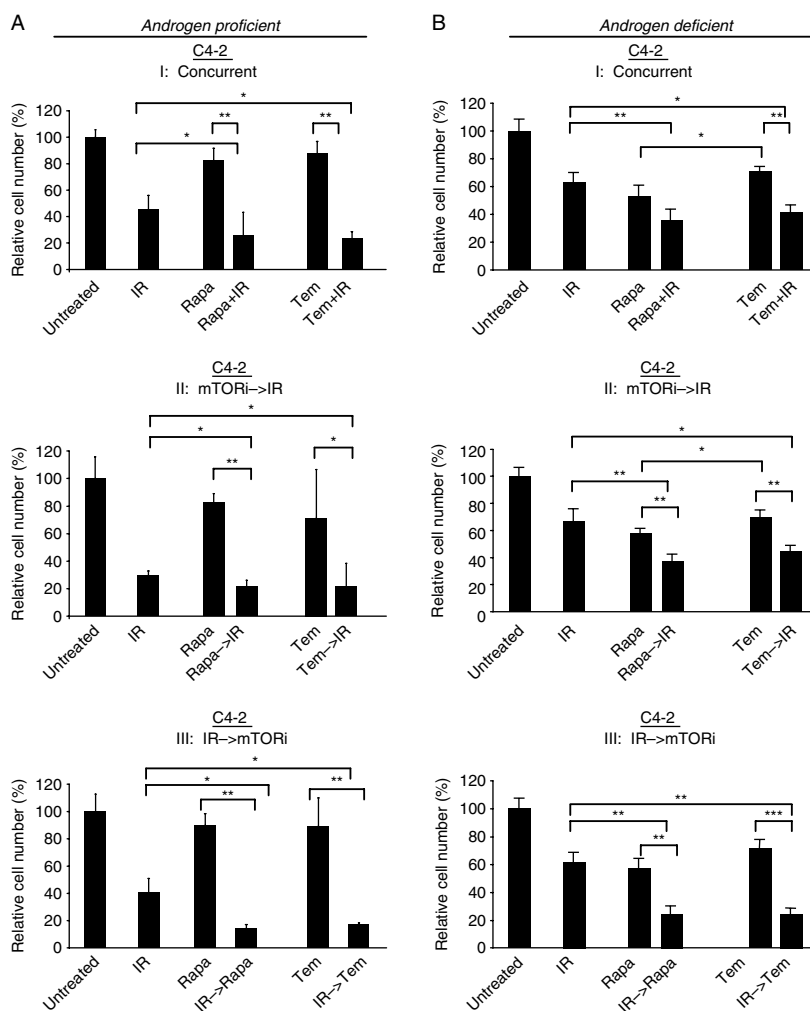 A
Androgen proficient
C4-2
I: Concurrent
Relative cell number (%)
120
100
80
60
40
20
0
*
*
**
**
Untreated
IR
Rapa
Rapa+IR
Tem
Tem+IR
C4-2
II: mTORi–>IR
Relative cell number (%)
120
100
80
60
40
20
0
*
*
**
*
Untreated
IR
Rapa
Rapa–>IR
Tem
Tem–>IR
C4-2
III: IR–>mTORi
Relative cell number (%)
120
100
80
60
40
20
0
*
*
**
**
Untreated
IR
Rapa
IR–>Rapa
Tem
IR–>Tem
B
Androgen deficient
C4-2
I: Concurrent
Relative cell number (%)
120
100
80
60
40
20
0
*
**
**
*
Untreated
IR
Rapa
Rapa+IR
Tem
Tem+IR
C4-2
II: mTORi–>IR
Relative cell number (%)
120
100
80
60
40
20
0
*
*
**
**
**
Untreated
IR
Rapa
Rapa–>IR
Tem
Tem–>IR
C4-2
III: IR–>mTORi
Relative cell number (%)
120
100
80
60
40
20
0
**
**
***
**
Untreated
IR
Rapa
IR–>Rapa
Tem
IR–>Tem